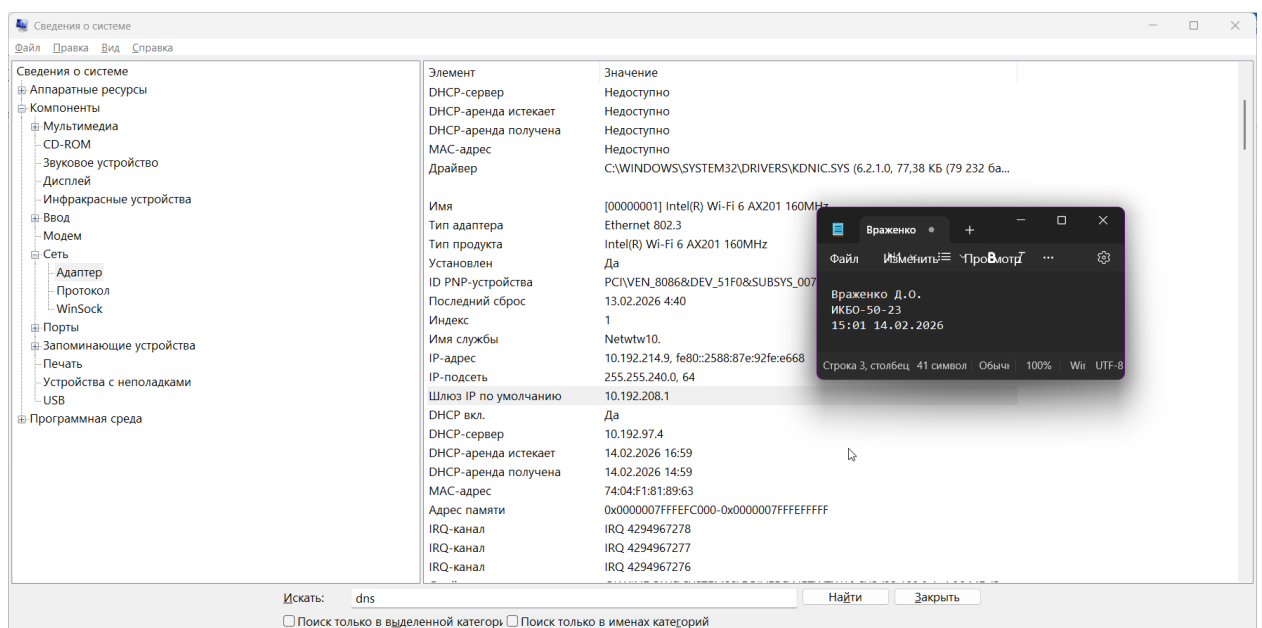 Сведения о системе
Файл Правка Вид Справка
Сведения о системе
Аппаратные ресурсы
Компоненты
Мультимедиа
CD-ROM
Звуковое устройство
Дисплей
Инфракрасные устройства
Ввод
Модем
Сеть
Адаптер
Протокол
WinSock
Порты
Запоминающие устройства
Печать
Устройства с неполадками
USB
Программная среда
Элемент Значение
DHCP-сервер Недоступно
DHCP-аренда истекает Недоступно
DHCP-аренда получена Недоступно
MAC-адрес Недоступно
Драйвер C:\WINDOWS\SYSTEM32\DRIVERS\KDNIC.SYS (6.2.1.0, 77,38 КБ (79 232 ба...
Имя [00000001] Intel(R) Wi-Fi 6 AX201 160MHz
Тип адаптера Ethernet 802.3
Тип продукта Intel(R) Wi-Fi 6 AX201 160MHz
Установлен Да
ID PNP-устройства PCI\VEN_8086&DEV_51F0&SUBSYS_007
Последний сброс 13.02.2026 4:40
Индекс 1
Имя службы Netwtw10.
IP-адрес 10.192.214.9, fe80::2588:87e:92fe:e668
IP-подсеть 255.255.240.0, 64
Шлюз IP по умолчанию 10.192.208.1
DHCP вкл. Да
DHCP-сервер 10.192.97.4
DHCP-аренда истекает 14.02.2026 16:59
DHCP-аренда получена 14.02.2026 14:59
MAC-адрес 74:04:F1:81:89:63
Адрес памяти 0x0000007FFFEFC000-0x0000007FFFEFFFFF
IRQ-канал IRQ 4294967278
IRQ-канал IRQ 4294967277
IRQ-канал IRQ 4294967276
Враженко
Файл Изменить Просмотр
Враженко Д.О.
ИКБО-50-23
15:01 14.02.2026
Строка 3, столбец 41 символ Обычн 100% Wir UTF-8
Искать: dns Найти Закрыть
Поиск только в выделенной категори Поиск только в именах категорий